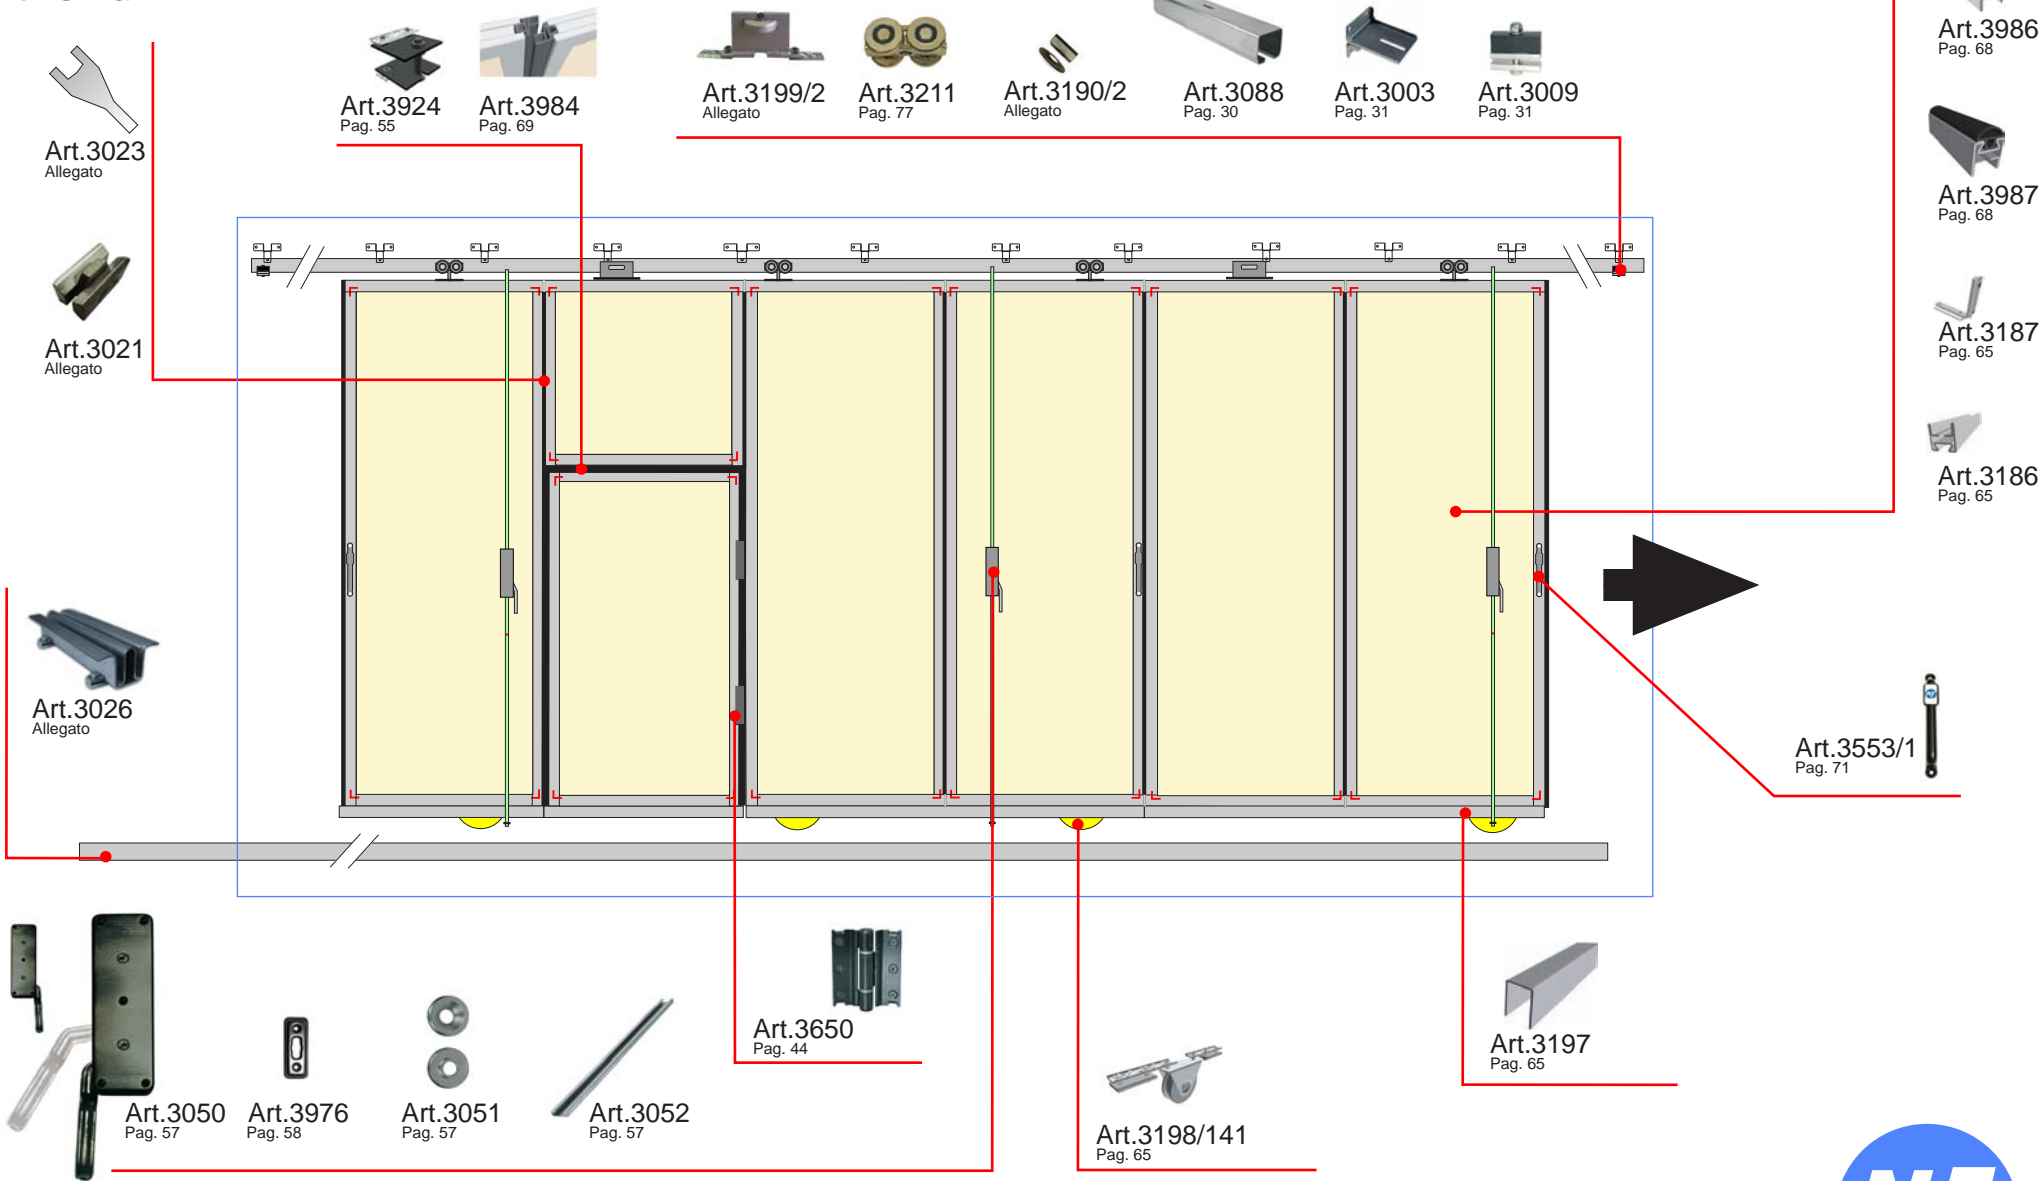 Art.3986
Pag. 68
Art.3924
Pag. 55
Art.3984
Pag. 69
Art.3199/2
Allegato
Art.3211
Pag. 77
Art.3190/2
Allegato
Art.3088
Pag. 30
Art.3003
Pag. 31
Art.3009
Pag. 31
Art.3023
Allegato
Art.3987
Pag. 68
Art.3021
Allegato
Art.3187
Pag. 65
Art.3186
Pag. 65
Art.3026
Allegato
Art.3553/1
Pag. 71
Art.3650
Pag. 44
Art.3197
Pag. 65
Art.3050
Pag. 57
Art.3976
Pag. 58
Art.3051
Pag. 57
Art.3052
Pag. 57
Art.3198/141
Pag. 65